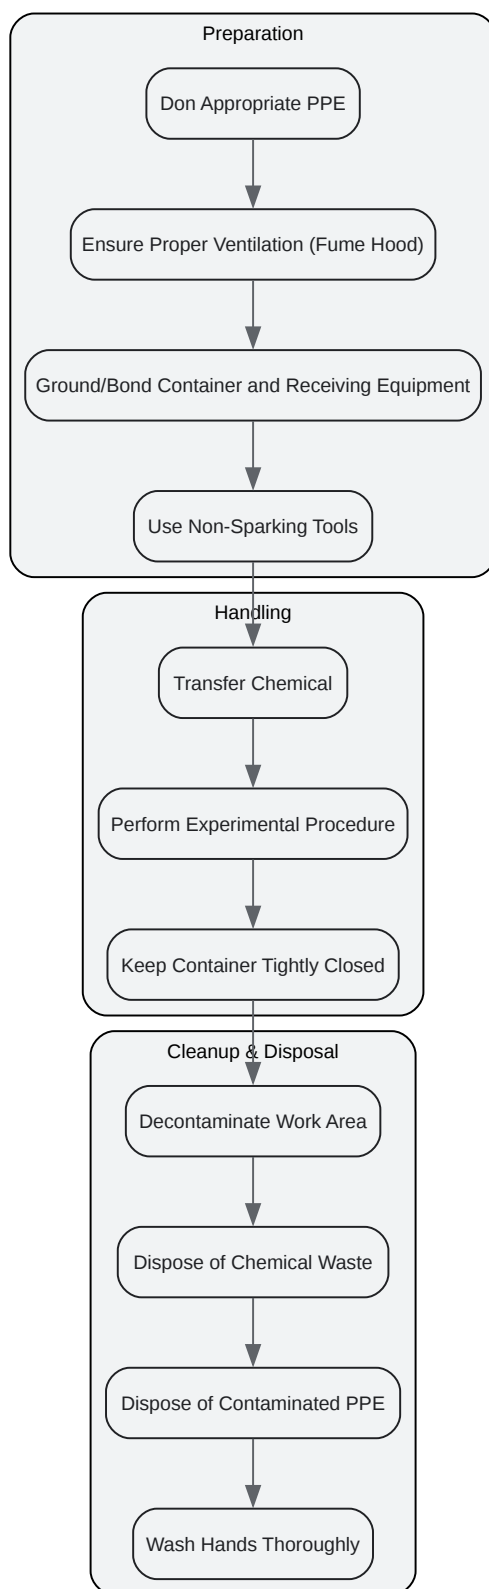 Preparation
Don Appropriate PPE
Ensure Proper Ventilation (Fume Hood)
Ground/Bond Container and Receiving Equipment
Use Non-Sparking Tools
Handling
Transfer Chemical
Perform Experimental Procedure
Keep Container Tightly Closed
Cleanup & Disposal
Decontaminate Work Area
Dispose of Chemical Waste
Dispose of Contaminated PPE
Wash Hands Thoroughly